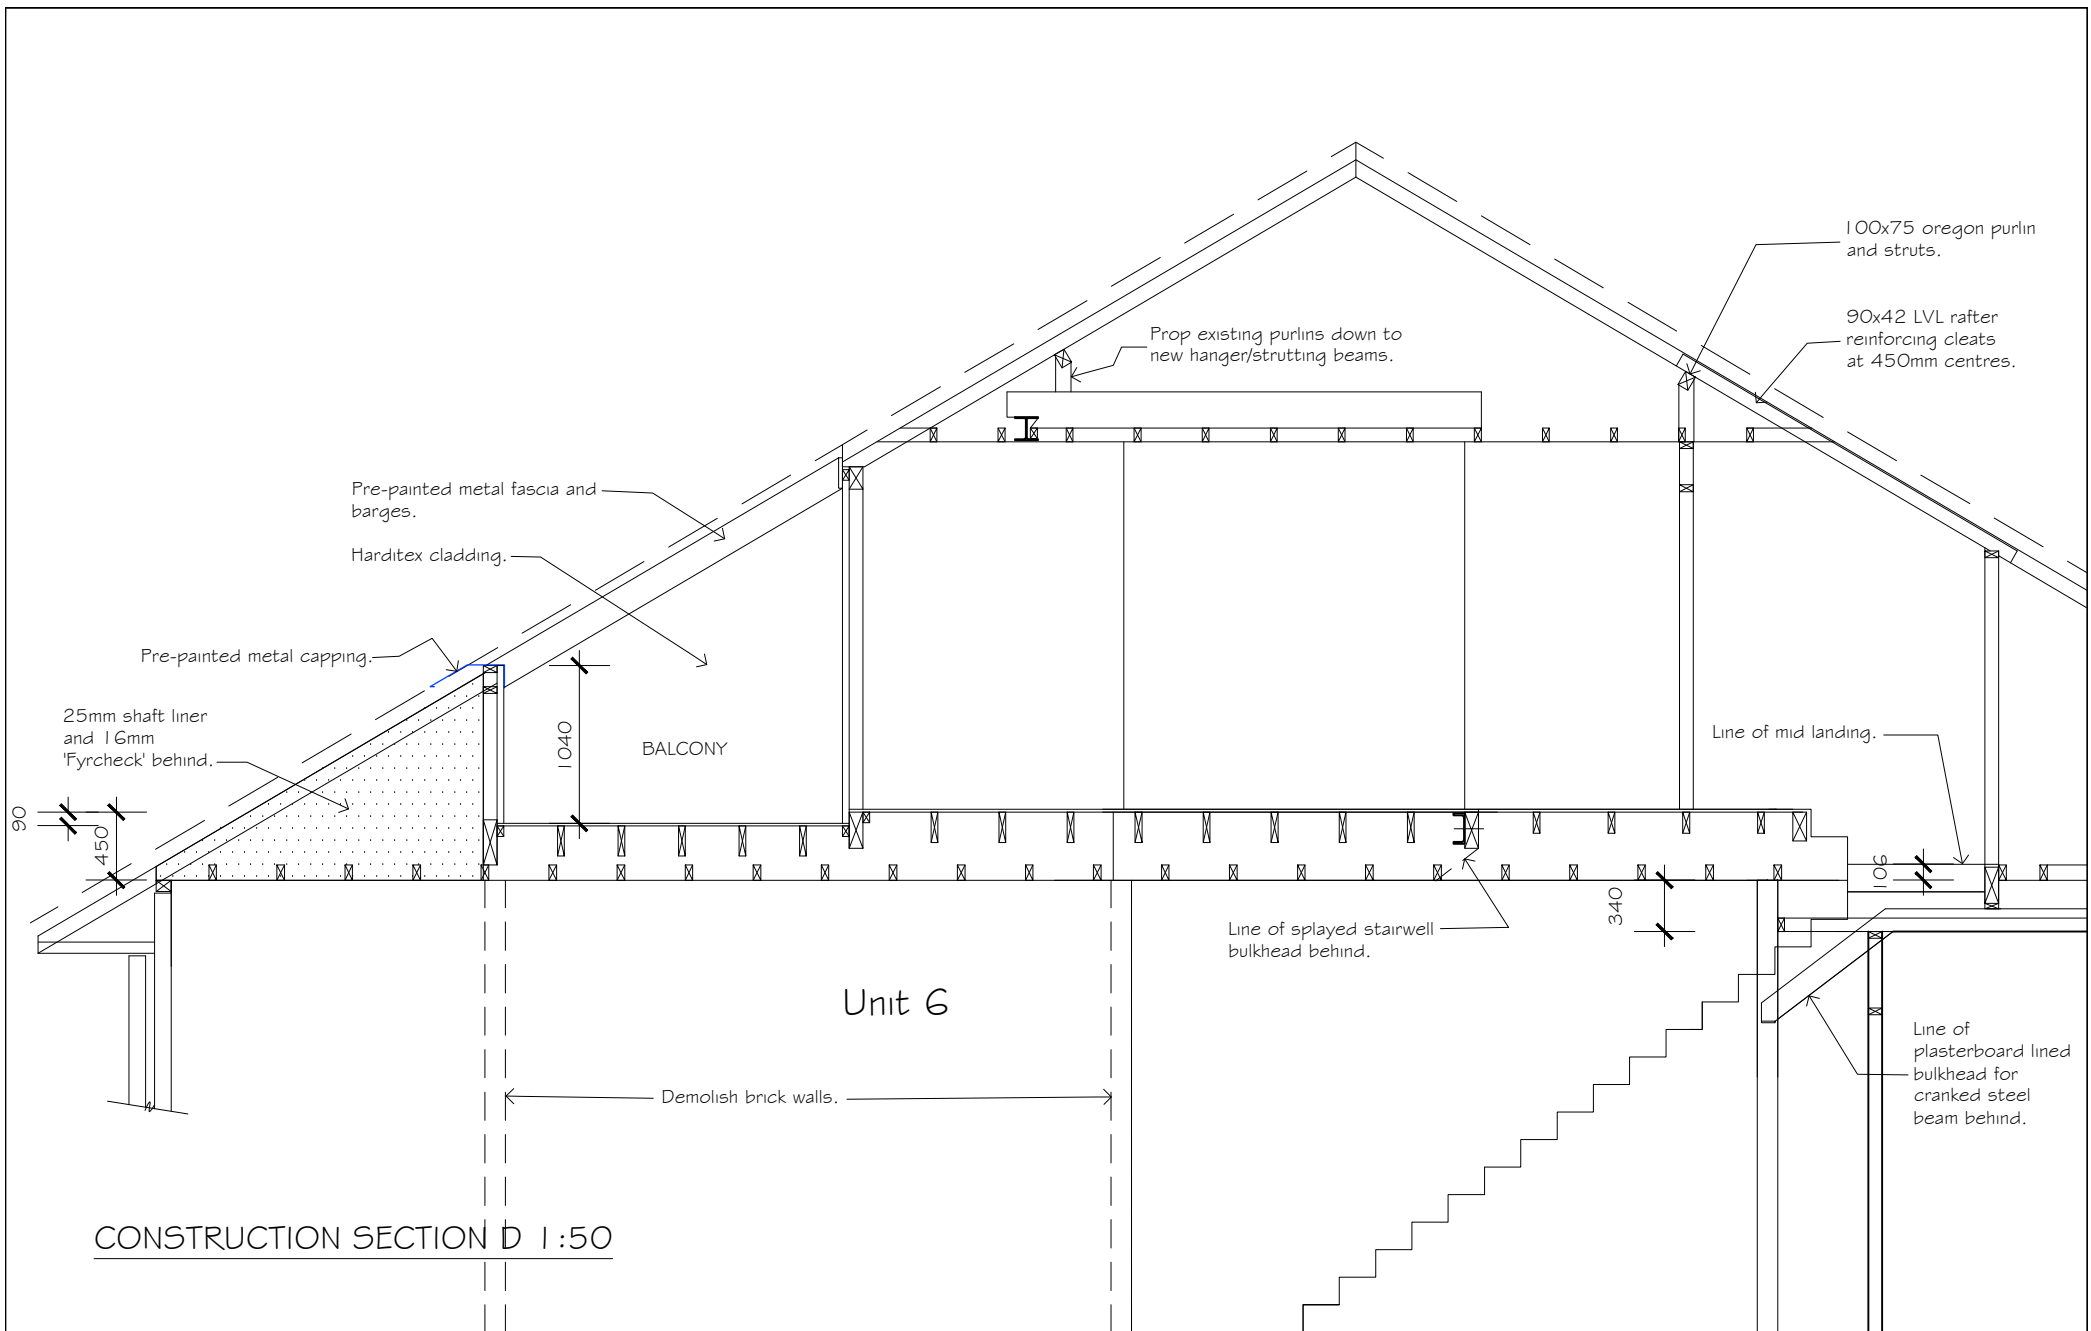 100x75 oregon purlin
and struts.
90x42 LVL rafter
reinforcing cleats
at 450mm centres.
Prop existing purlins down to
new hanger/strutting beams.
Pre-painted metal fascia and
barges.
Harditex cladding.
Pre-painted metal capping.
25mm shaft liner
and 16mm
'Fyrcheck' behind.
1040
BALCONY
Line of mid landing.
90
450
106
340
Line of splayed stairwell
bulkhead behind.
Unit 6
Line of
plasterboard lined
bulkhead for
cranked steel
beam behind.
Demolish brick walls.
CONSTRUCTION SECTION D 1:50